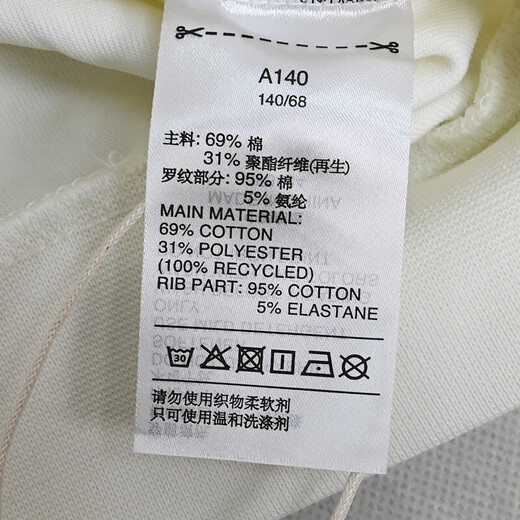 A140
140/68
主料: 69% 棉
31% 聚酯纤维(再生)
罗纹部分: 95% 棉
5% 氨纶
MAIN MATERIAL:
69% COTTON
31% POLYESTER
(100% RECYCLED)
RIB PART: 95% COTTON
5% ELASTANE
30
请勿使用织物柔软剂
只可使用温和洗涤剂